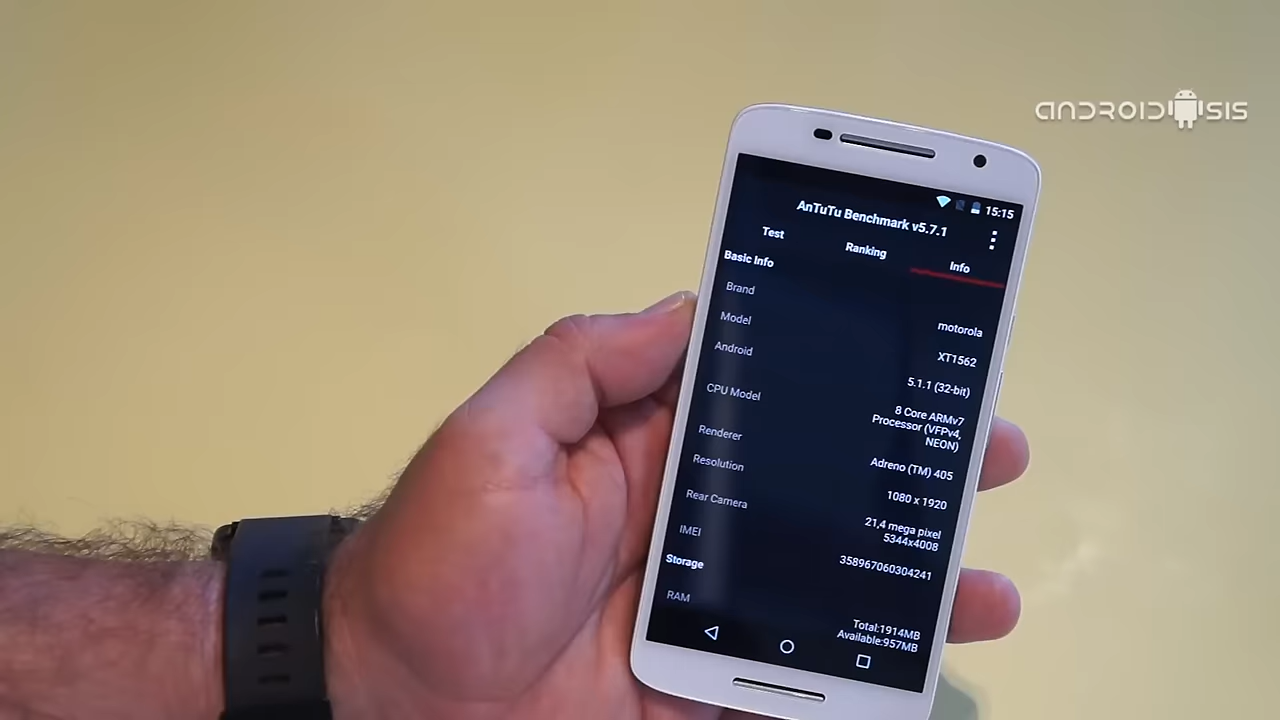 ANDROIDSIS
15:15
AnTuTu Benchmark v5.7.1
Test Ranking Info
Basic Info
Brand motorola
Model XT1562
Android 5.1.1 (32-bit)
CPU Model 8 Core ARMv7
Processor (VFPv4,
NEON)
Renderer Adreno (TM) 405
Resolution 1080 x 1920
Rear Camera 21,4 mega pixel
5344x4008
IMEI 358967060304241
Storage
RAM Total:1914MB
Available:957MB